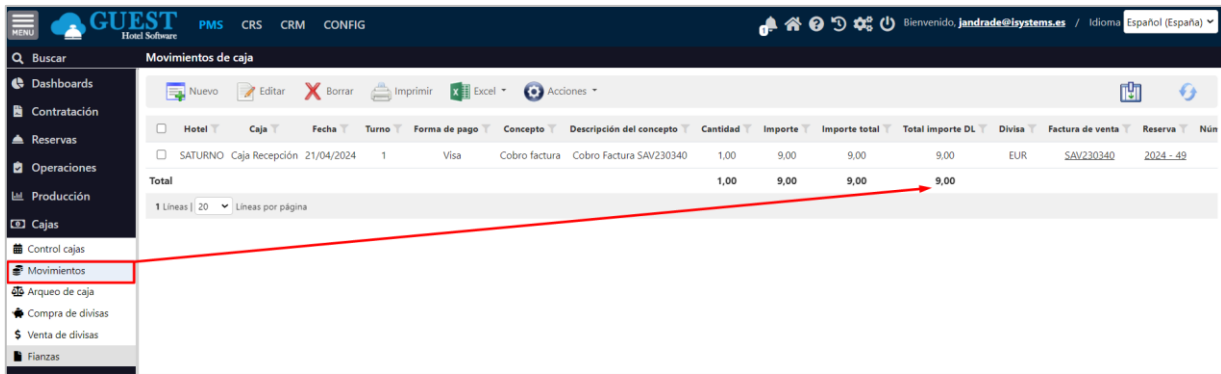 MENU GUEST Hotel Software PMS CRS CRM CONFIG 1 Bienvenido, jandrade@isystems.es / Idioma Español (España)
Buscar Movimientos de caja
Dashboards
Nuevo Editar Borrar Imprimir Excel Acciones
Contratación
Reservas
Hotel Caja Fecha Turno Forma de pago Concepto Descripción del concepto Cantidad Importe Importe total Total importe DL Divisa Factura de venta Reserva Núm
SATURNO Caja Recepción 21/04/2024 1 Visa Cobro factura Cobro Factura SAV230340 1,00 9,00 9,00 9,00 EUR SAV230340 2024 - 49
Operaciones
Total 1,00 9,00 9,00 9,00
Producción
1 Líneas | 20 Líneas por página
Cajas
Control cajas
Movimientos
Arqueo de caja
Compra de divisas
$ Venta de divisas
Fianzas